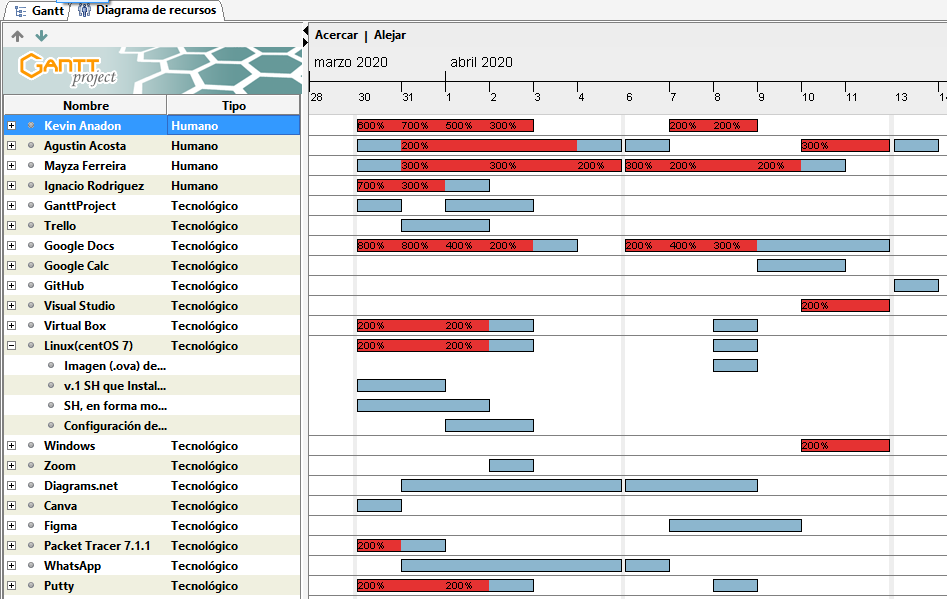 Gantt Diagrama de recursos
GANTT
project
Acercar | Alejar
marzo 2020 abril 2020
28 30 31 1 2 3 4 6 7 8 9 10 11 13 14
Nombre Tipo
Kevin Anadon Humano 600% 700% 500% 300% 200% 200%
Agustin Acosta Humano 200% 300%
Mayza Ferreira Humano 300% 300% 200% 300% 200% 200%
Ignacio Rodriguez Humano 700% 300%
GanttProject Tecnológico
Trello Tecnológico
Google Docs Tecnológico 800% 800% 400% 200% 200% 400% 300%
Google Calc Tecnológico
GitHub Tecnológico
Visual Studio Tecnológico 200%
Virtual Box Tecnológico 200% 200%
Linux(centOS 7) Tecnológico 200% 200%
Imagen (.ova) de...
v.1 SH que Instal...
SH, en forma mo...
Configuración de...
Windows Tecnológico 200%
Zoom Tecnológico
Diagrams.net Tecnológico
Canva Tecnológico
Figma Tecnológico
Packet Tracer 7.1.1 Tecnológico 200%
WhatsApp Tecnológico
Putty Tecnológico 200% 200%